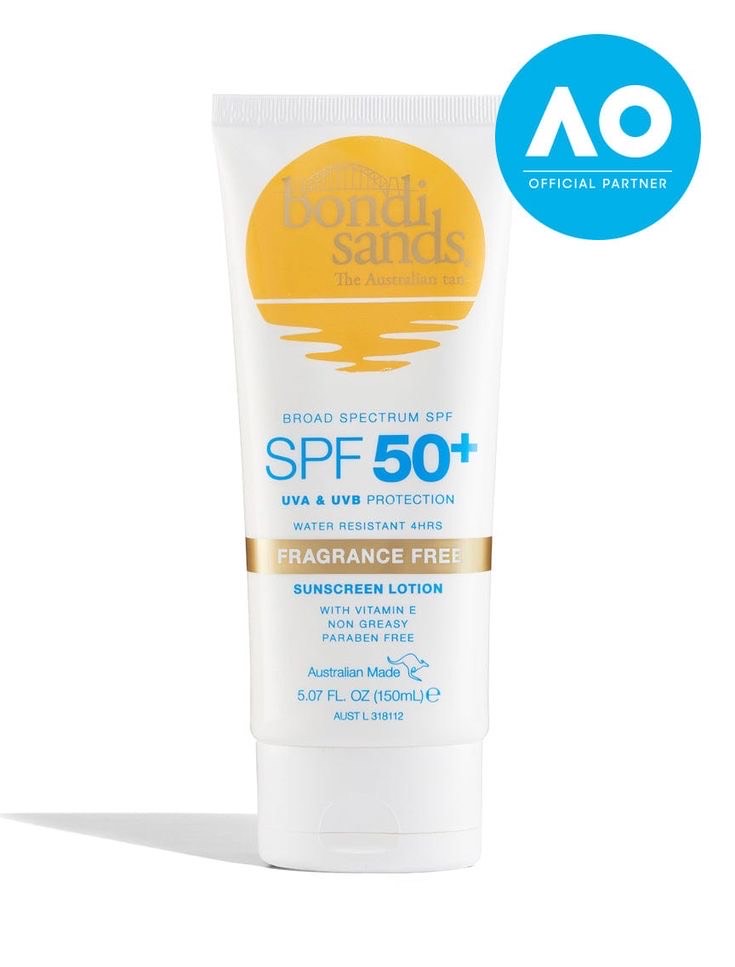 AO
OFFICIAL PARTNER
bondi
sands
The Australian tan
BROAD SPECTRUM SPF
SPF 50+
UVA & UVB PROTECTION
WATER RESISTANT 4HRS
FRAGRANCE FREE
SUNSCREEN LOTION
WITH VITAMIN E
NON GREASY
PARABEN FREE
Australian Made
5.07 FL. OZ (150mL) ℮
AUST L 318112